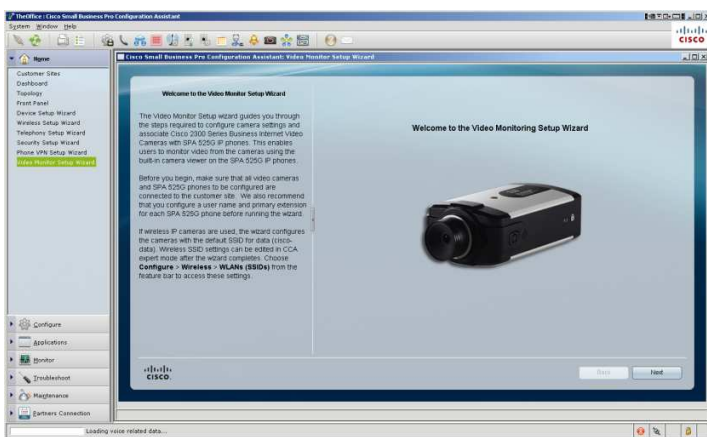 TheOffice : Cisco Small Business Pro Configuration Assistant
System Window Help
CISCO
Home
Customer Sites
Dashboard
Topology
Front Panel
Device Setup Wizard
Wireless Setup Wizard
Telephony Setup Wizard
Security Setup Wizard
Phone VPN Setup Wizard
Video Monitor Setup Wizard
Configure
Applications
Monitor
Troubleshoot
Maintenance
Partners Connection
Cisco Small Business Pro Configuration Assistant: Video Monitor Setup Wizard
Welcome to the Video Monitor Setup Wizard
The Video Monitor Setup wizard guides you through
the steps required to configure camera settings and
associate Cisco 2300 Series Business Internet Video
Cameras with SPA 525G IP phones. This enables
users to monitor video from the cameras using the
built-in camera viewer on the SPA 525G IP phones.
Before you begin, make sure that all video cameras
and SPA 525G phones to be configured are
connected to the customer site. We also recommend
that you configure a user name and primary extension
for each SPA 525G phone before running the wizard.
If wireless IP cameras are used, the wizard configures
the cameras with the default SSID for data (cisco-
data). Wireless SSID settings can be edited in CCA
expert mode after the wizard completes. Choose
Configure > Wireless > WLANs (SSIDs) from the
feature bar to access these settings.
Welcome to the Video Monitoring Setup Wizard
CISCO.
Back
Next
Loading voice related data...